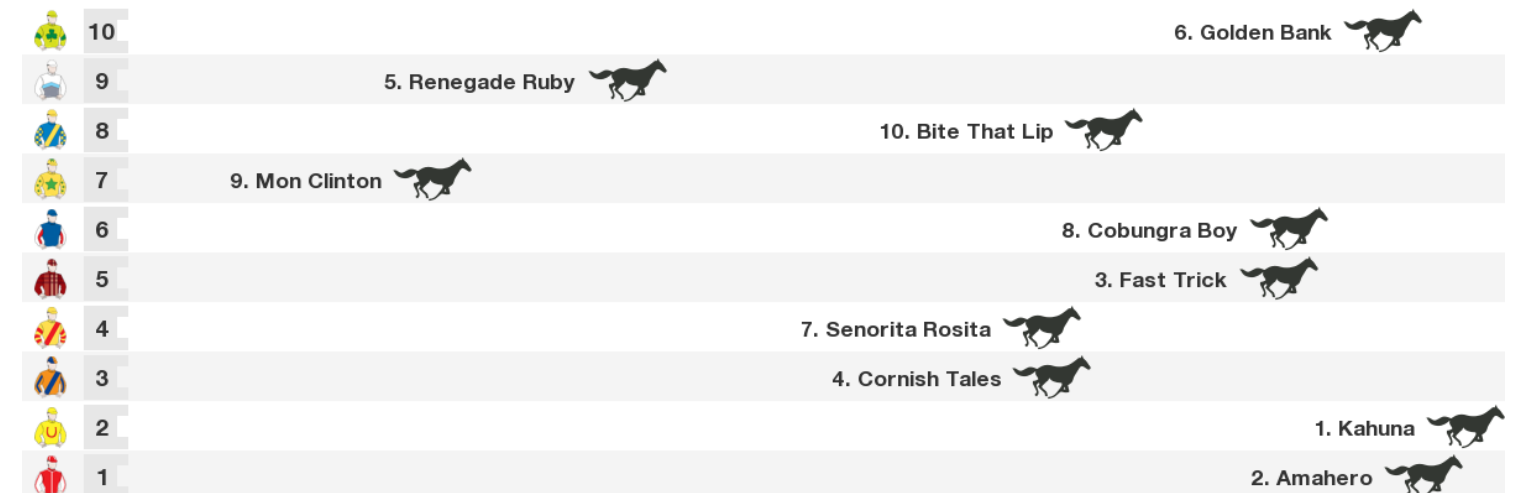 10 6. Golden Bank
9 5. Renegade Ruby
8 10. Bite That Lip
7 9. Mon Clinton
6 8. Cobungra Boy
5 3. Fast Trick
4 7. Senorita Rosita
3 4. Cornish Tales
2 1. Kahuna
1 2. Amahero